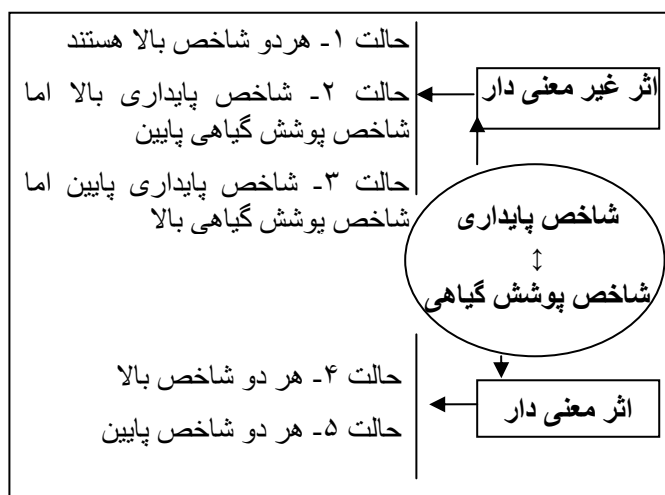 حالت ۱- هردو شاخص بالا هستند
حالت ۲- شاخص پایداری بالا اما
شاخص پوشش گیاهی پایین
حالت ۳- شاخص پایداری پایین اما
شاخص پوشش گیاهی بالا
اثر غیر معنی دار
شاخص پایداری
↕
شاخص پوشش گیاهی
حالت ۴- هر دو شاخص بالا
حالت ۵- هر دو شاخص پایین
اثر معنی دار